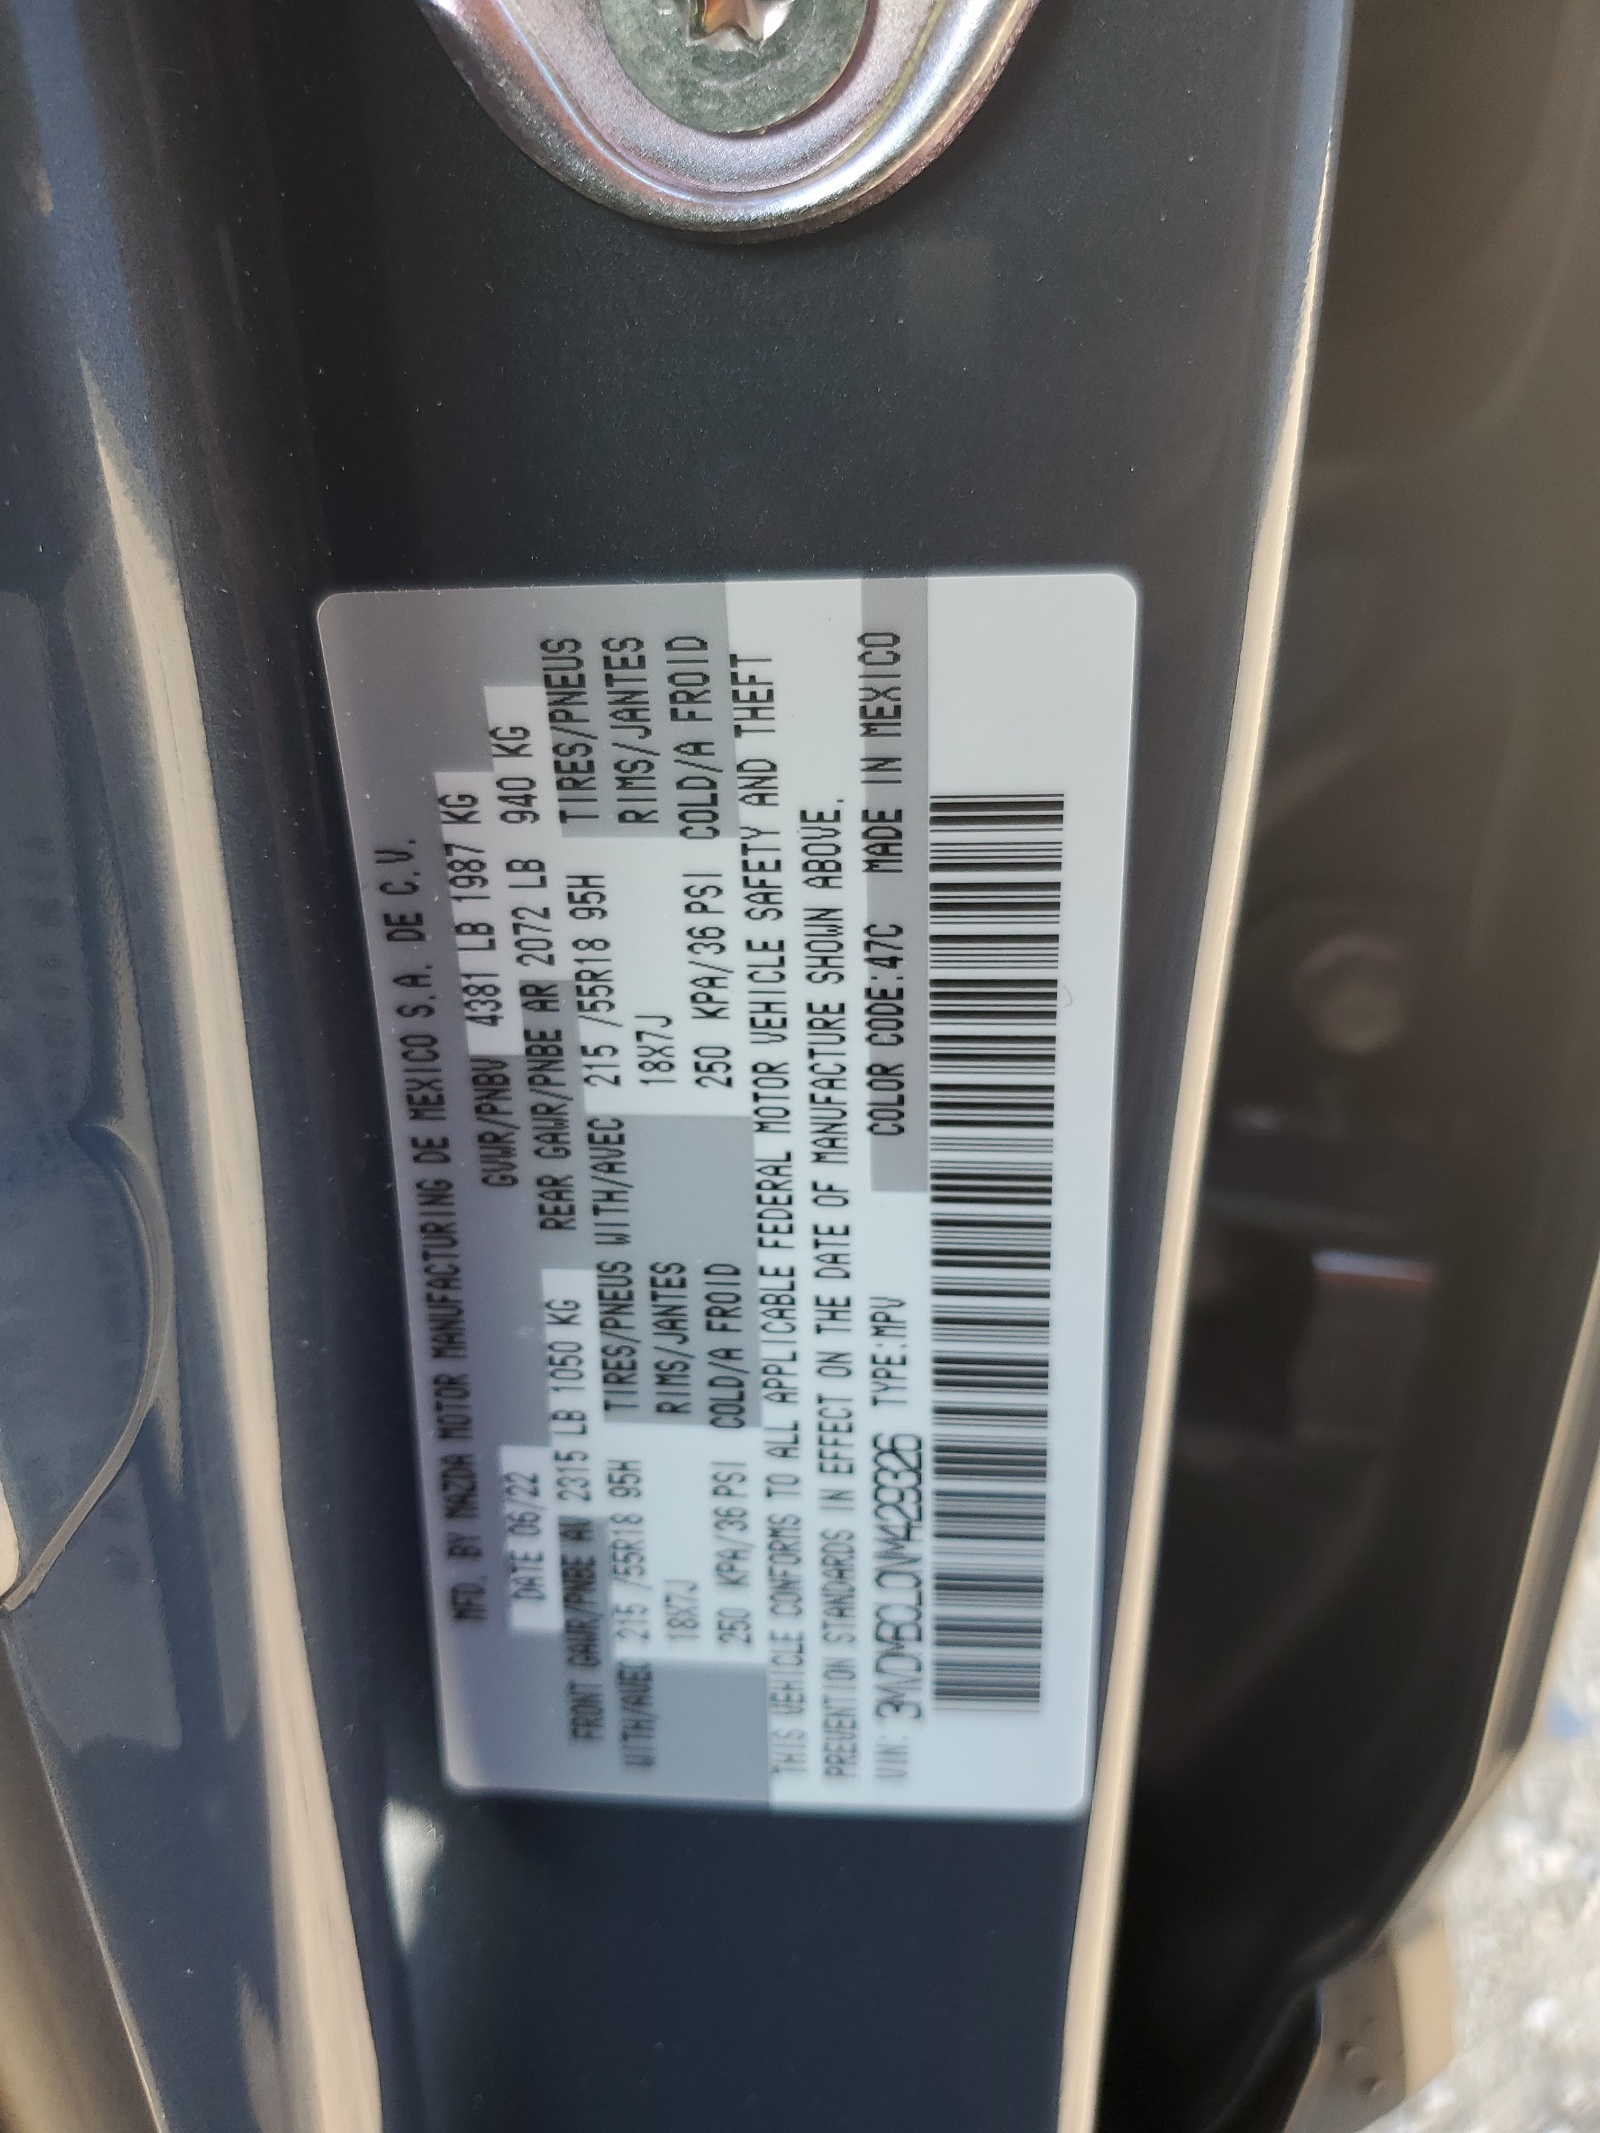 MFD. BY MAZDA MOTOR MANUFACTURING DE MEXICO S.A. DE C.V.
DATE 06/22 GVWR/PNBV 4381 LB 1987 KG
FRONT GAWR/PNBE AV 2315 LB 1050 KG REAR GAWR/PNBE AR 2072 LB 940 KG
TIRES/PNEUS TIRES/PNEUS
WITH/AVEC 215 /55R18 95H WITH/AVEC 215 /55R18 95H
18X7J RIMS/JANTES 18X7J RIMS/JANTES
250 KPA/36 PSI COLD/A FROID 250 KPA/36 PSI COLD/A FROID
THIS VEHICLE CONFORMS TO ALL APPLICABLE FEDERAL MOTOR VEHICLE SAFETY AND THEFT
PREVENTION STANDARDS IN EFFECT ON THE DATE OF MANUFACTURE SHOWN ABOVE.
VIN: 3MVDMBCL0NM429326 TYPE:MPV COLOR CODE:47C MADE IN MEXICO